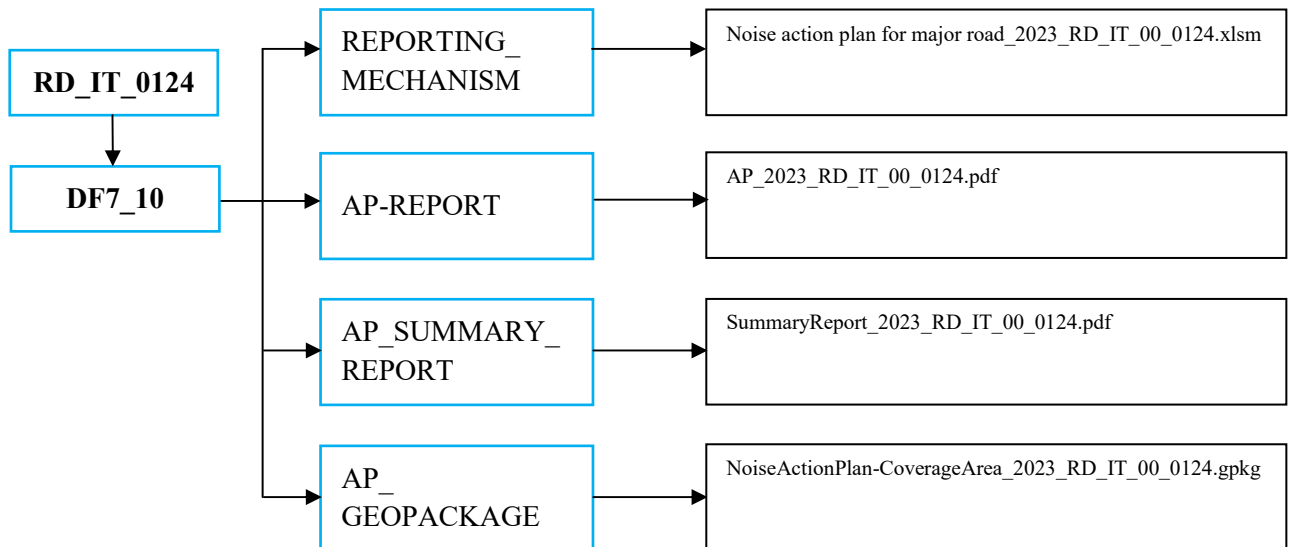 RD_IT_0124
DF7_10
REPORTING_
MECHANISM
Noise action plan for major road_2023_RD_IT_00_0124.xlsm
AP-REPORT
AP_2023_RD_IT_00_0124.pdf
AP_SUMMARY_
REPORT
SummaryReport_2023_RD_IT_00_0124.pdf
AP_
GEOPACKAGE
NoiseActionPlan-CoverageArea_2023_RD_IT_00_0124.gpkg